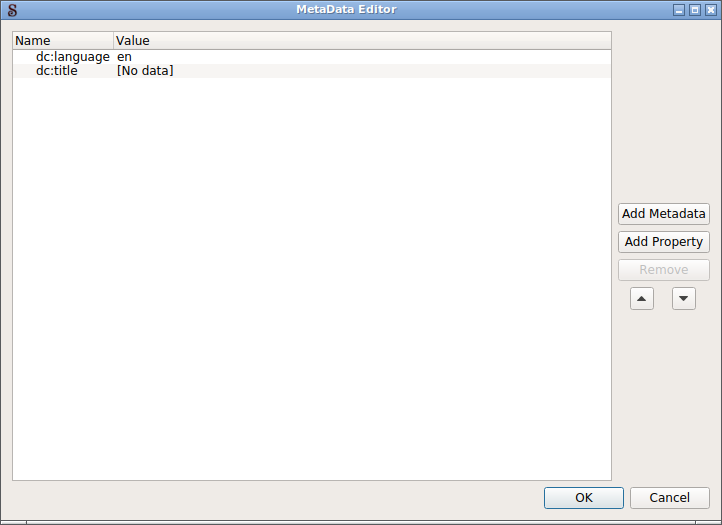 MetaData Editor
Name Value
dc:language en
dc:title [No data]
Add Metadata
Add Property
Remove
OK Cancel